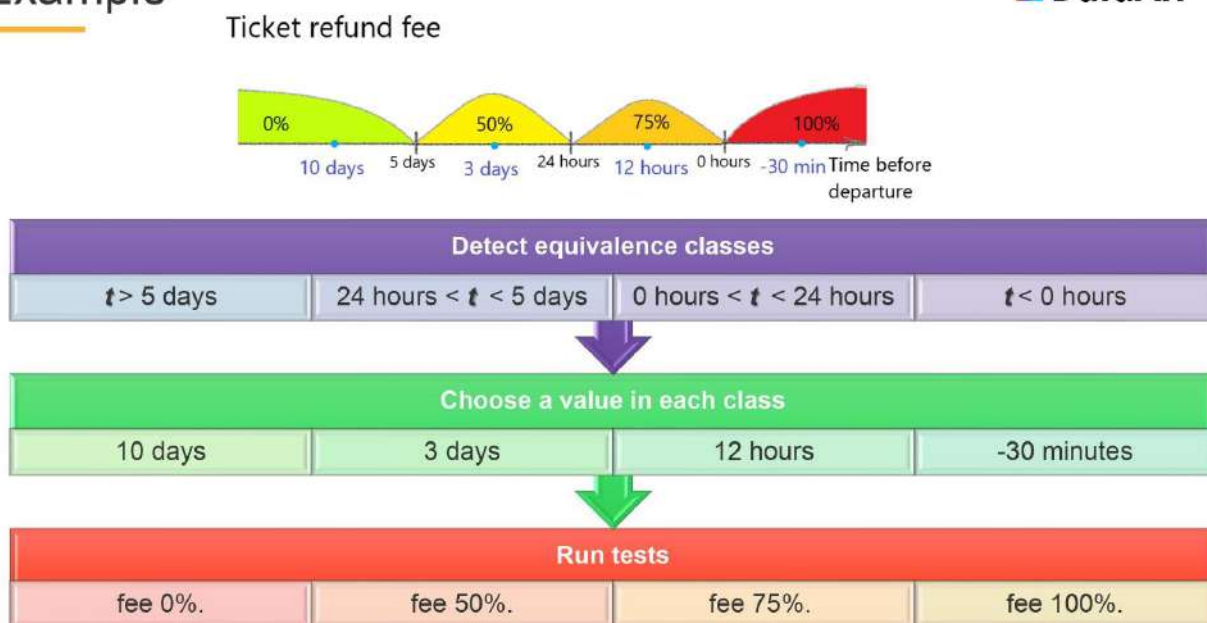 Example
Ticket refund fee
0% 50% 75% 100%
10 days 5 days 3 days 24 hours 12 hours 0 hours -30 min Time before
departure
Detect equivalence classes
t > 5 days 24 hours < t < 5 days 0 hours < t < 24 hours t < 0 hours
Choose a value in each class
10 days 3 days 12 hours -30 minutes
Run tests
fee 0%. fee 50%. fee 75%. fee 100%.